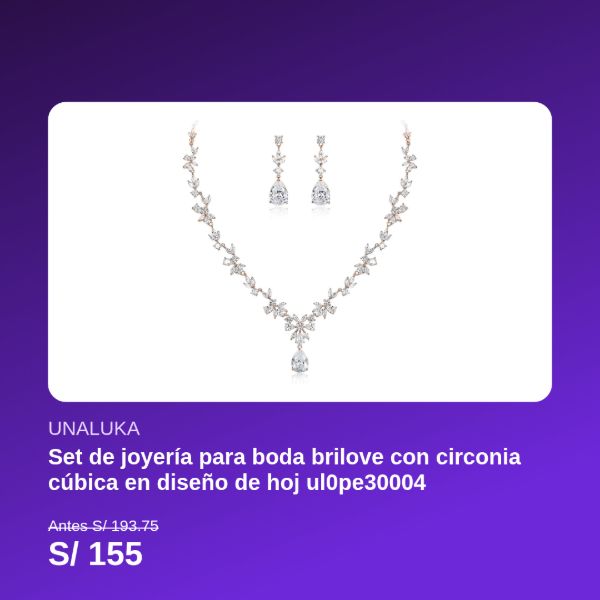 UNALUKA
Set de joyería para boda brilove con circonia
cúbica en diseño de hoj ul0pe30004
Antes S/ 193.75
S/ 155